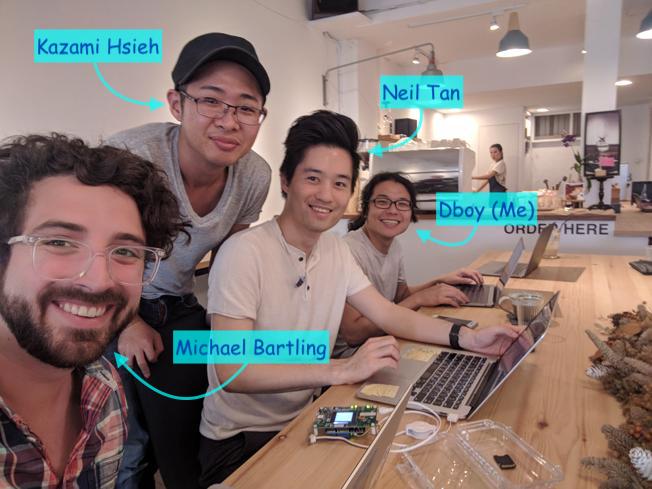 Kazami Hsieh
Neil Tan
Dboy (Me)
ORDER HERE
Michael Bartling